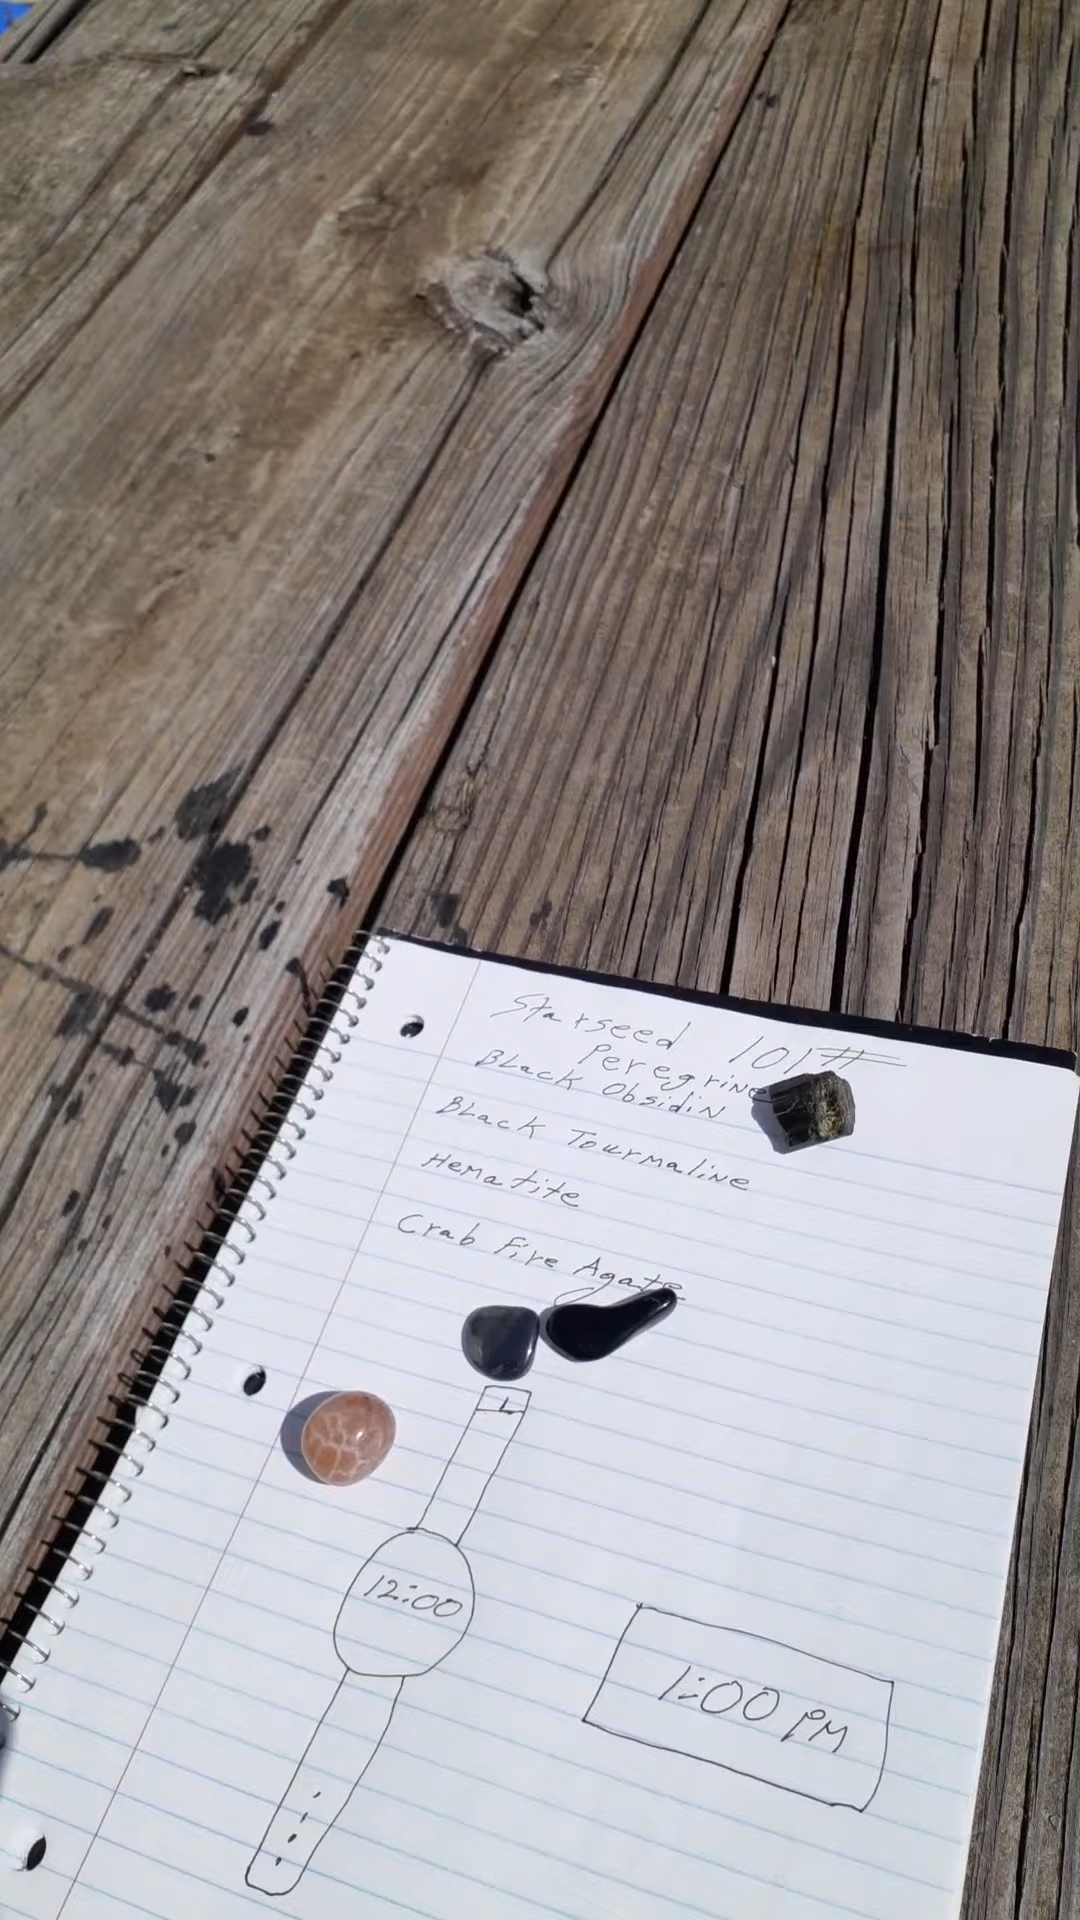 Starseed 101#
Peregrine
Black Obsidin
Black Tourmaline
Hematite
Crab Fire Agate
12:00
1:00 PM